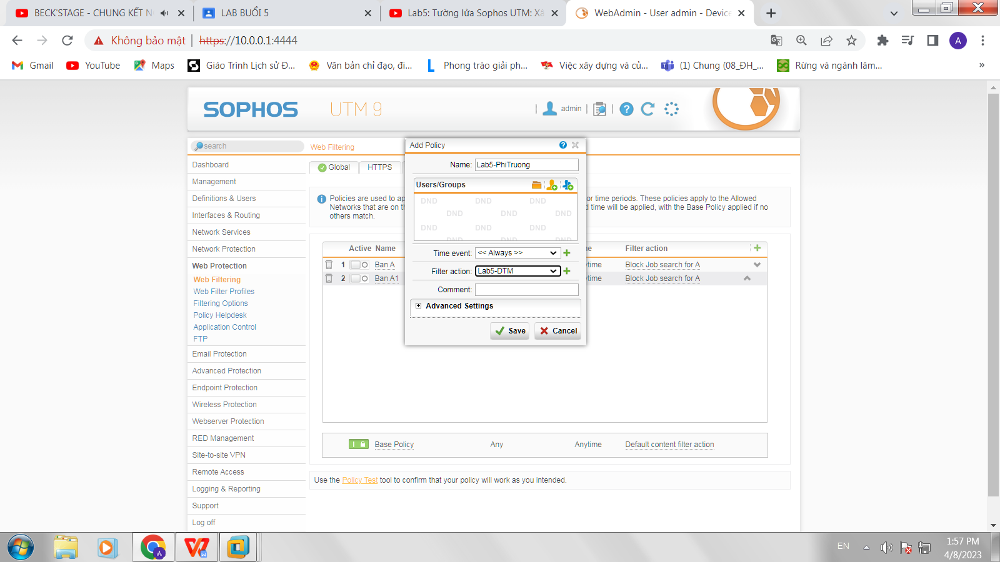 BECK'STAGE - CHUNG KẾT N
LAB BUỔI 5
Lab5: Tường lửa Sophos UTM: Xâ
WebAdmin - User admin - Device
Không bảo mật
https://10.0.0.1:4444
A
Gmail
YouTube
Maps
Giáo Trình Lịch sử Đ...
Văn bản chỉ đạo, đi...
Phong trào giải ph...
Việc xây dựng và củ...
(1) Chung (08_ĐH_...
Rừng và ngành lâm...
»
SOPHOS
UTM 9
admin
search
Web Filtering
Dashboard
Management
Definitions & Users
Interfaces & Routing
Network Services
Network Protection
Web Protection
Web Filtering
Web Filter Profiles
Filtering Options
Policy Helpdesk
Application Control
FTP
Email Protection
Advanced Protection
Endpoint Protection
Wireless Protection
Webserver Protection
RED Management
Site-to-site VPN
Remote Access
Logging & Reporting
Support
Log off
Global
HTTPS
Policies are used to ap
or time periods. These policies apply to the Allowed
Networks that are on th
d time will be applied, with the Base Policy applied if no
others match.
Active Name
ne
Filter action
1 Ban A
ytime
Block Job search for A
2 Ban A1
ytime
Block Job search for A
Base Policy
Any
Anytime
Default content filter action
Use the Policy Test tool to confirm that your policy will work as you intended.
Add Policy
Name: Lab5-PhiTruong
Users/Groups
DND DND DND
DND DND DND
DND DND DND
DND DND DND
Time event: << Always >>
Filter action: Lab5-DTM
Comment:
Advanced Settings
Save
Cancel
EN
1:57 PM
4/8/2023